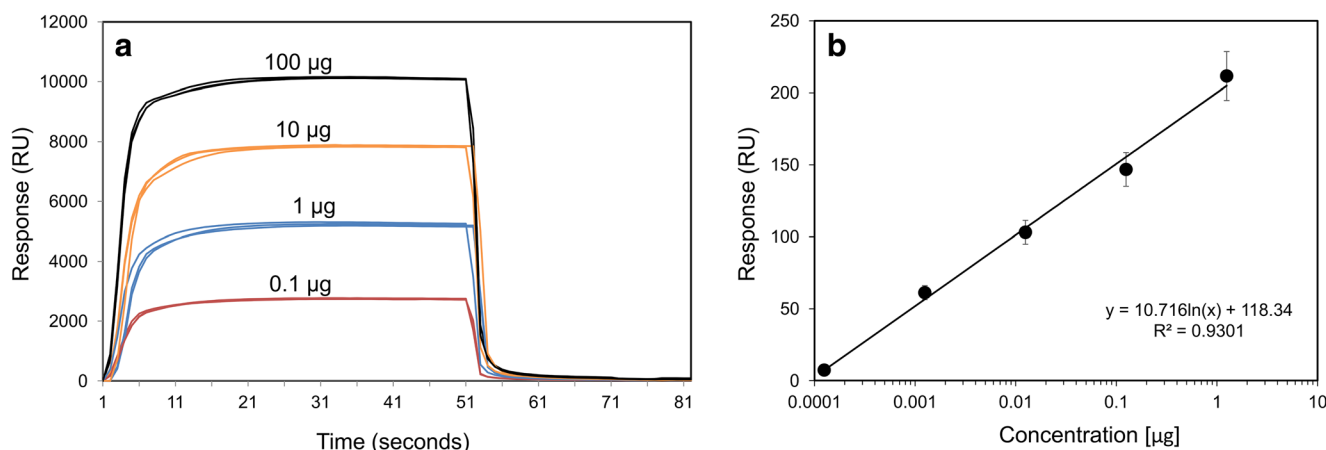 a
12000
10000
8000
6000
4000
2000
0
Response (RU)
100 µg
10 µg
1 µg
0.1 µg
1 11 21 31 41 51 61 71 81
Time (seconds)
b
250
200
150
100
50
0
Response (RU)
y = 10.716ln(x) + 118.34
R² = 0.9301
0.0001 0.001 0.01 0.1 1 10
Concentration [µg]